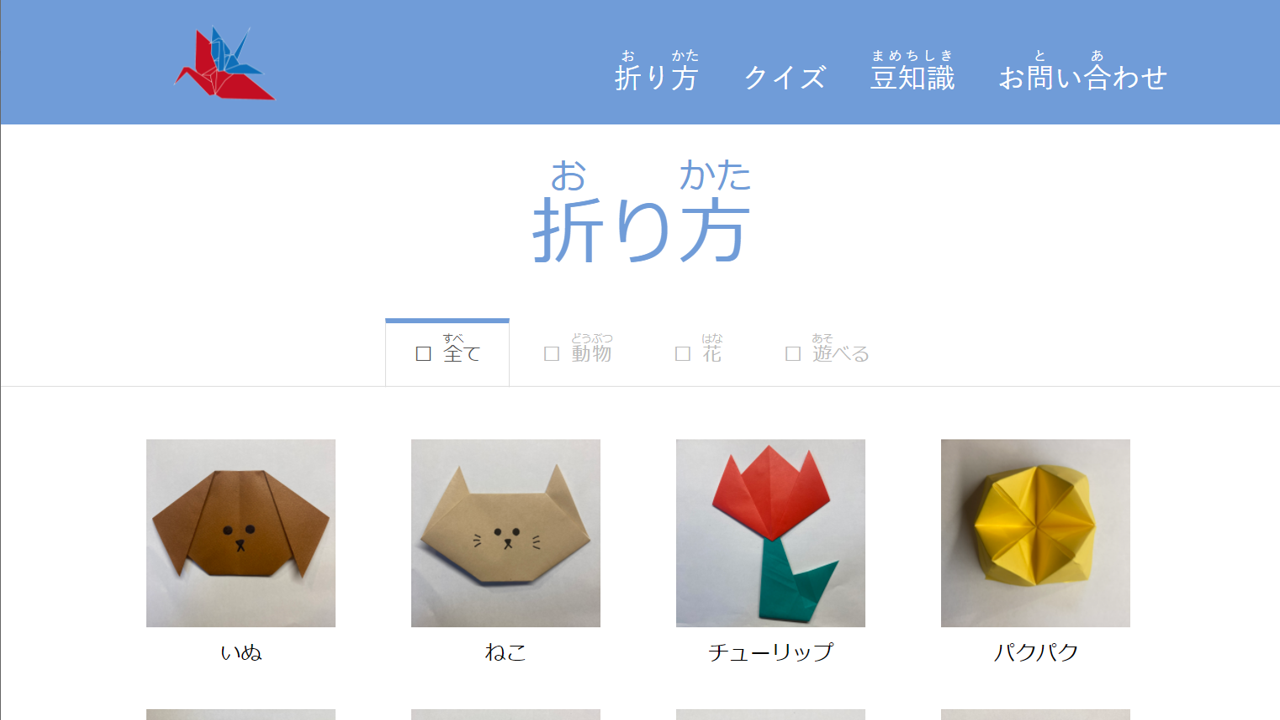 お かた まめちしき と あ
折り方 クイズ 豆知識 お問い合わせ
お かた
折り方
すべ どうぶつ はな あそ
全て 動物 花 遊べる
いぬ ねこ チューリップ パクパク